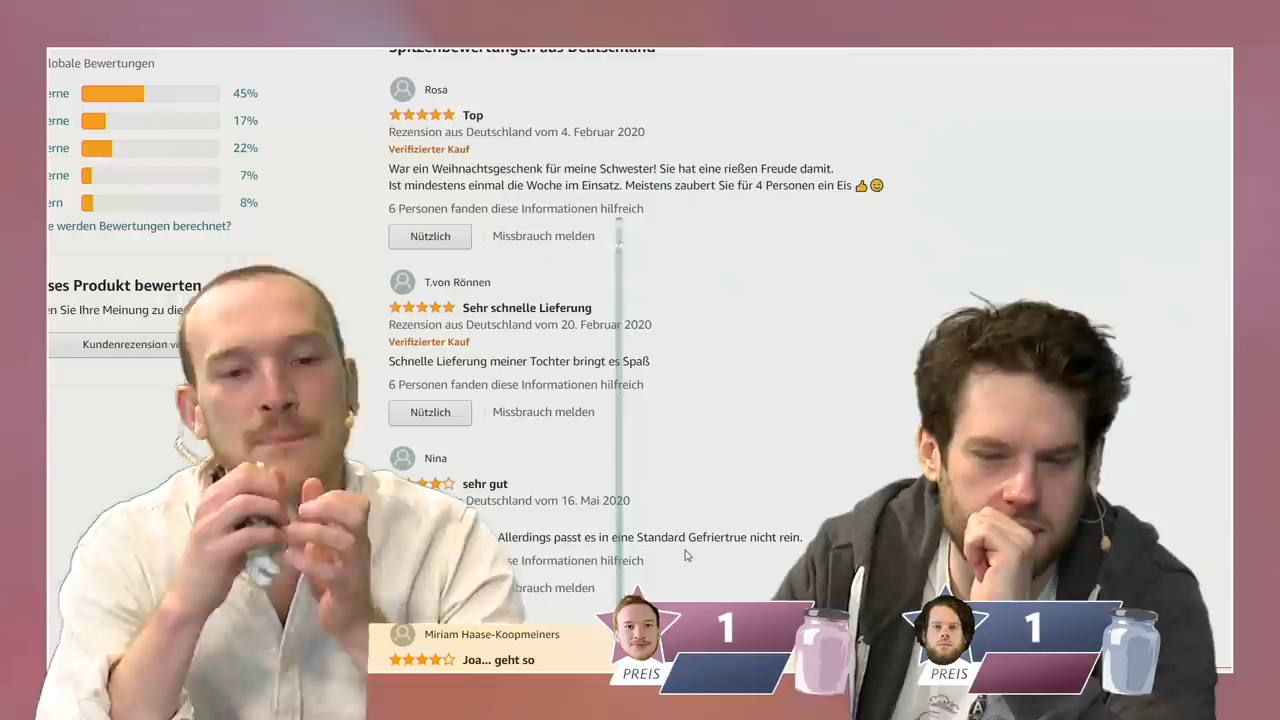 Spitzenbewertungen aus Deutschland
lobale Bewertungen
erne 45%
erne 17%
erne 22%
erne 7%
ern 8%
e werden Bewertungen berechnet?
ses Produkt bewerten
n Sie Ihre Meinung zu die
Kundenrezension v
Rosa
Top
Rezension aus Deutschland vom 4. Februar 2020
Verifizierter Kauf
War ein Weihnachtsgeschenk für meine Schwester! Sie hat eine rießen Freude damit.
Ist mindestens einmal die Woche im Einsatz. Meistens zaubert Sie für 4 Personen ein Eis 👍😉
6 Personen fanden diese Informationen hilfreich
Nützlich Missbrauch melden
T.von Rönnen
Sehr schnelle Lieferung
Rezension aus Deutschland vom 20. Februar 2020
Verifizierter Kauf
Schnelle Lieferung meiner Tochter bringt es Spaß
6 Personen fanden diese Informationen hilfreich
Nützlich Missbrauch melden
Nina
sehr gut
Deutschland vom 16. Mai 2020
Allerdings passt es in eine Standard Gefriertrue nicht rein.
se Informationen hilfreich
brauch melden
Miriam Haase-Koopmeiners
Joa... geht so
1
PREIS
1
PREIS